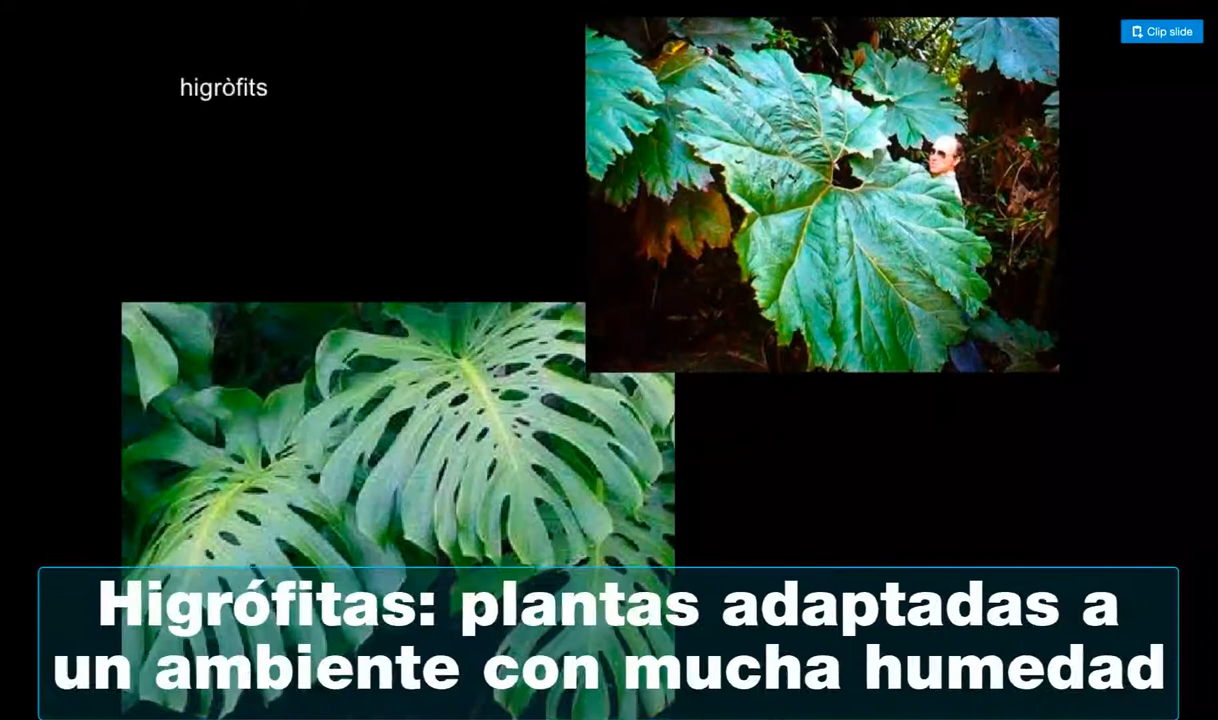 Clip slide
higròfits
Higrófitas: plantas adaptadas a
un ambiente con mucha humedad